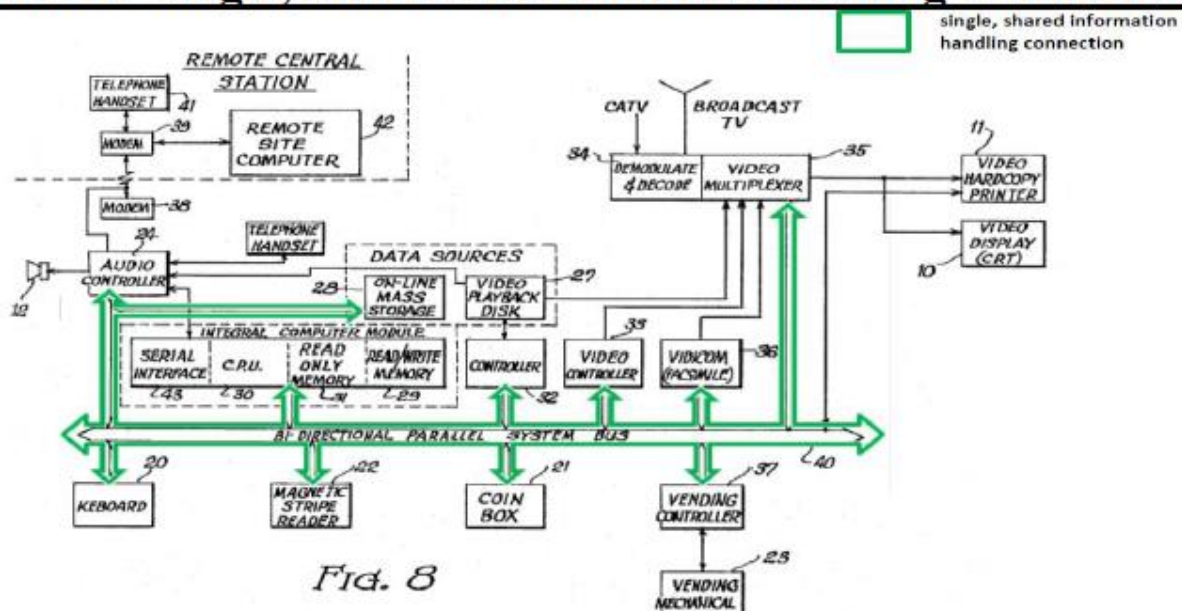 single, shared information
handling connection
REMOTE CENTRAL
STATION
TELEPHONE
HANDSET
41
MODEM
39
REMOTE
SITE
COMPUTER
42
MODEM
38
CATV
BROADCAST
TV
34
DEMODULATE
& DECODE
VIDEO
MULTIPLEXER
35
11
VIDEO
HARDCOPY
PRINTER
10
VIDEO
DISPLAY
(CRT)
24
AUDIO
CONTROLLER
12
TELEPHONE
HANDSET
DATA SOURCES
28
ON-LINE
MASS
STORAGE
VIDEO
PLAYBACK
DISK
27
INTEGRAL COMPUTER MODULE
SERIAL
INTERFACE
43
C.P.U.
30
READ
ONLY
MEMORY
31
READ/WRITE
MEMORY
29
CONTROLLER
32
VIDEO
CONTROLLER
33
VIDICOM
(FACSIMILE)
36
BI-DIRECTIONAL PARALLEL SYSTEM BUS
40
KEBOARD
20
MAGNETIC
STRIPE
READER
22
COIN
BOX
21
VENDING
CONTROLLER
37
VENDING
MECHANICAL
23
FIG. 8